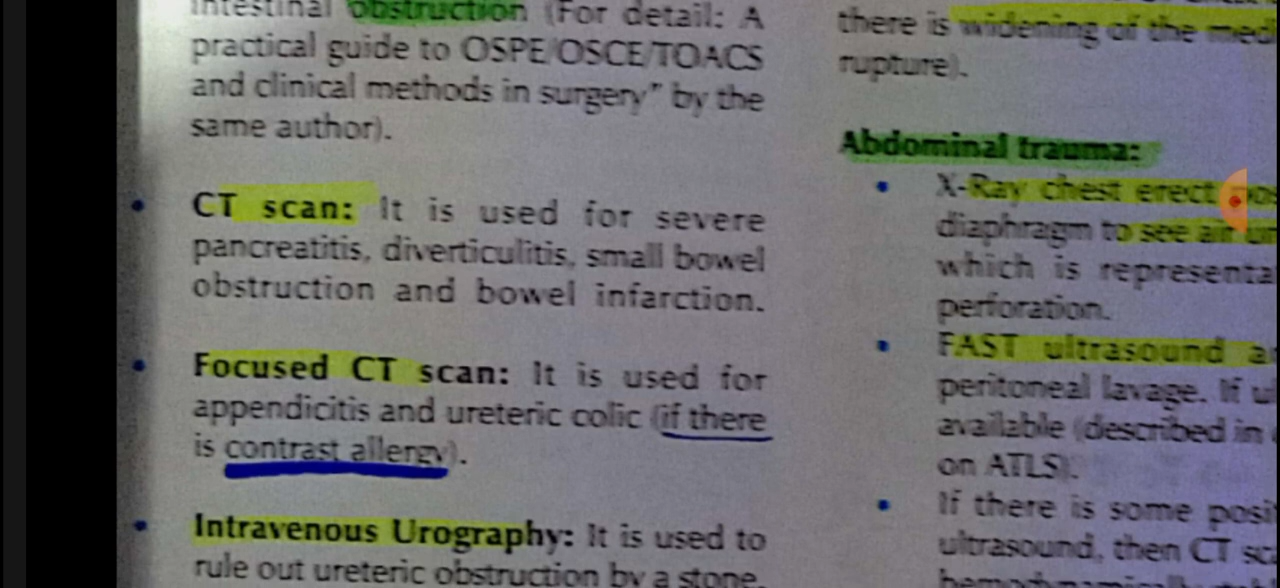 intestinal obstruction (For detail: A
practical guide to OSPE/OSCE/TOACS
and clinical methods in surgery" by the
same author).
• CT scan: It is used for severe
pancreatitis, diverticulitis, small bowel
obstruction and bowel infarction.
• Focused CT scan: It is used for
appendicitis and ureteric colic (if there
is contrast allergy).
• Intravenous Urography: It is used to
rule out ureteric obstruction by a stone.
there is widening of the
rupture).
Abdominal trauma:
• X-Ray chest erect
diaphragm to see air
which is
perforation.
• FAST ultrasound
peritoneal lavage. If
available (described in
on ATLS).
• If there is some
ultrasound, then CT